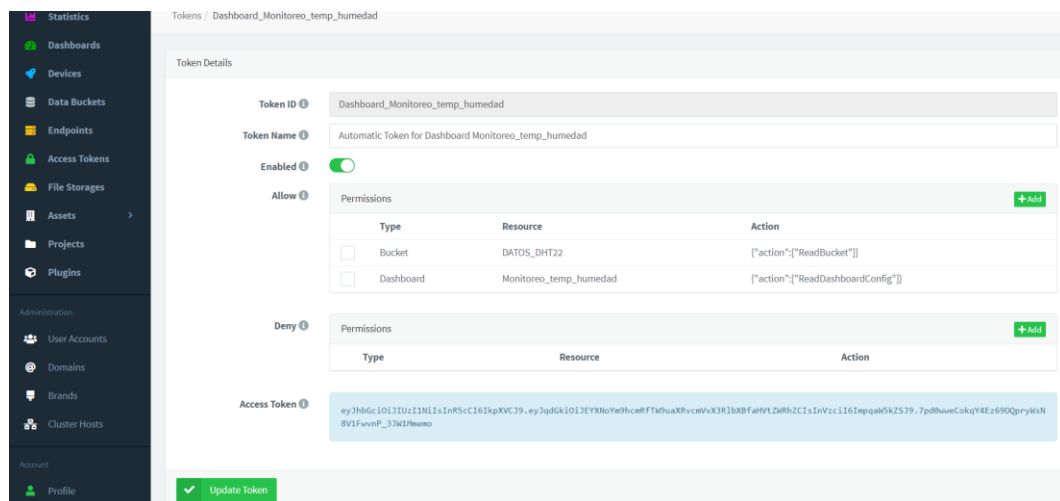 Statistics
Dashboards
Devices
Data Buckets
Endpoints
Access Tokens
File Storages
Assets
Projects
Plugins
Administration
User Accounts
Domains
Brands
Cluster Hosts
Account
Profile
Tokens / Dashboard_Monitoreo_temp_humedad
Token Details
Token ID Dashboard_Monitoreo_temp_humedad
Token Name Automatic Token for Dashboard Monitoreo_temp_humedad
Enabled
Allow Permissions Add
Type Resource Action
Bucket DATOS_DHT22 {"action":["ReadBucket"]}
Dashboard Monitoreo_temp_humedad {"action":["ReadDashboardConfig"]}
Deny Permissions Add
Type Resource Action
Access Token
Update Token